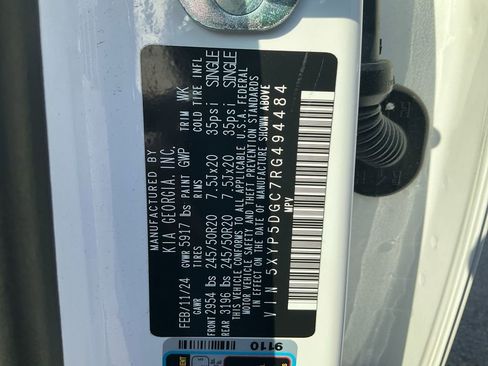 MANUFACTURED BY
KIA GEORGIA, INC.
FEB/11/24 GVWR 5917 lbs PAINT GWP TRIM WK
GAWR TIRES RIMS COLD TIRE INFL
FRONT 2954 lbs 245/50R20 7.5Jx20 35psi SINGLE
REAR 3196 lbs 245/50R20 7.5Jx20 35psi SINGLE
THIS VEHICLE CONFORMS TO ALL APPLICABLE U.S.A. FEDERAL
MOTOR VEHICLE SAFETY AND THEFT PREVENTION STANDARDS
IN EFFECT ON THE DATE OF MANUFACTURE SHOWN ABOVE
VIN 5XYP5DGC7RG494484
MPV
9110